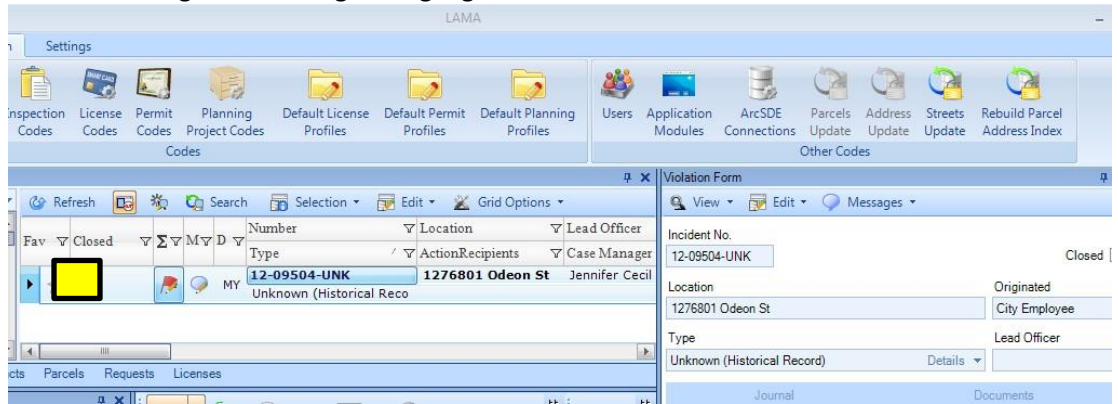 LAMA
Settings
Inspection Codes License Codes Permit Codes Planning Project Codes Default License Profiles Default Permit Profiles Default Planning Profiles Users Application Modules ArcSDE Connections Parcels Update Address Update Streets Update Rebuild Parcel Address Index
Codes Other Codes
Violation Form
Refresh Search Selection Edit Grid Options View Edit Messages
Fav Closed Σ M D Number Location Lead Officer
Type ActionRecipients Case Manager
12-09504-UNK 1276801 Odeon St Jennifer Cecil
MY
Unknown (Historical Reco
Incident No.
12-09504-UNK Closed
Location Originated
1276801 Odeon St City Employee
Type Lead Officer
Unknown (Historical Record) Details
Parcels Requests Licenses
Journal Documents